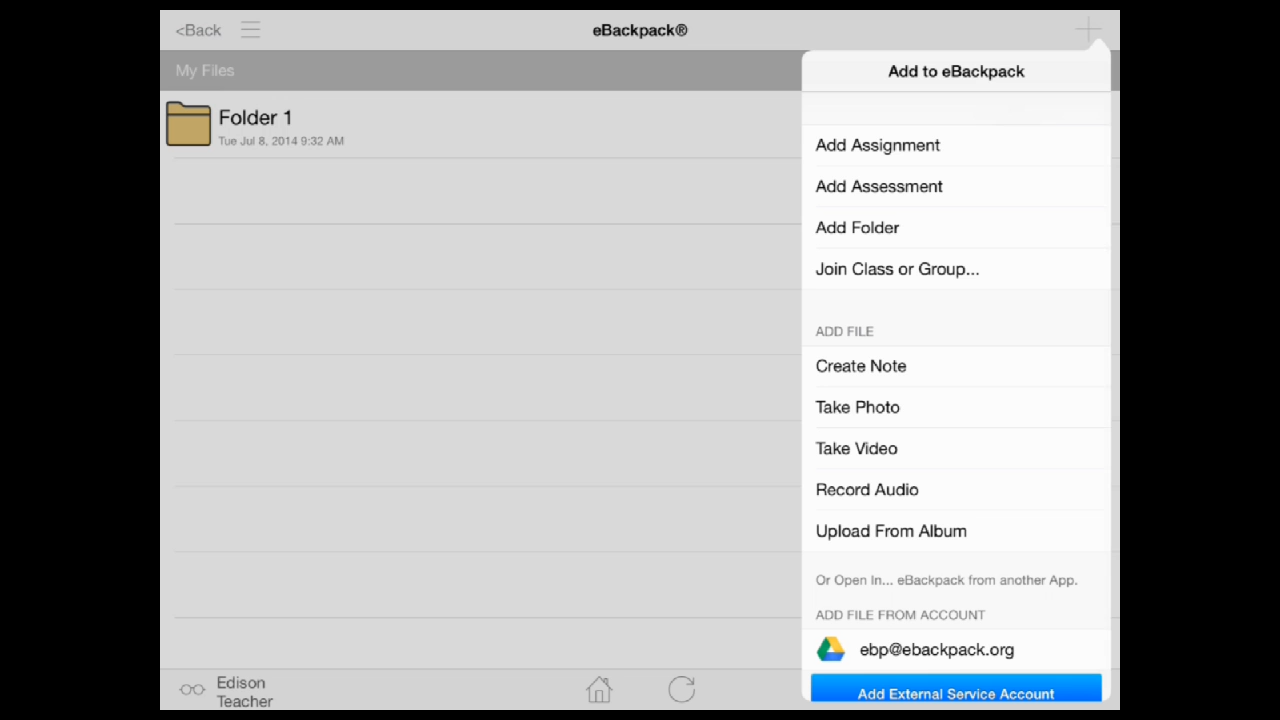 <Back
eBackpack®
My Files
Folder 1
Tue Jul 8, 2014 9:32 AM
Add to eBackpack
Add Assignment
Add Assessment
Add Folder
Join Class or Group...
ADD FILE
Create Note
Take Photo
Take Video
Record Audio
Upload From Album
Or Open In... eBackpack from another App.
ADD FILE FROM ACCOUNT
ebp@ebackpack.org
Add External Service Account
Edison
Teacher